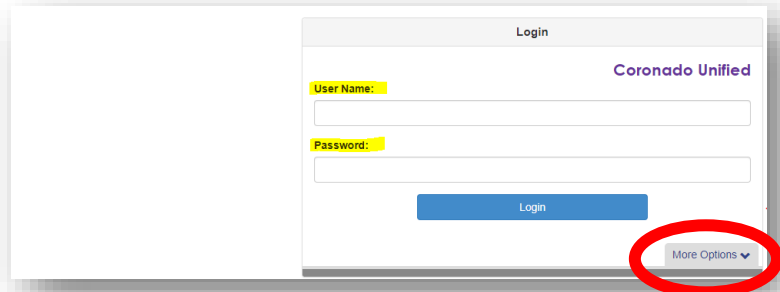 Login
Coronado Unified
User Name:
Password:
Login
More Options